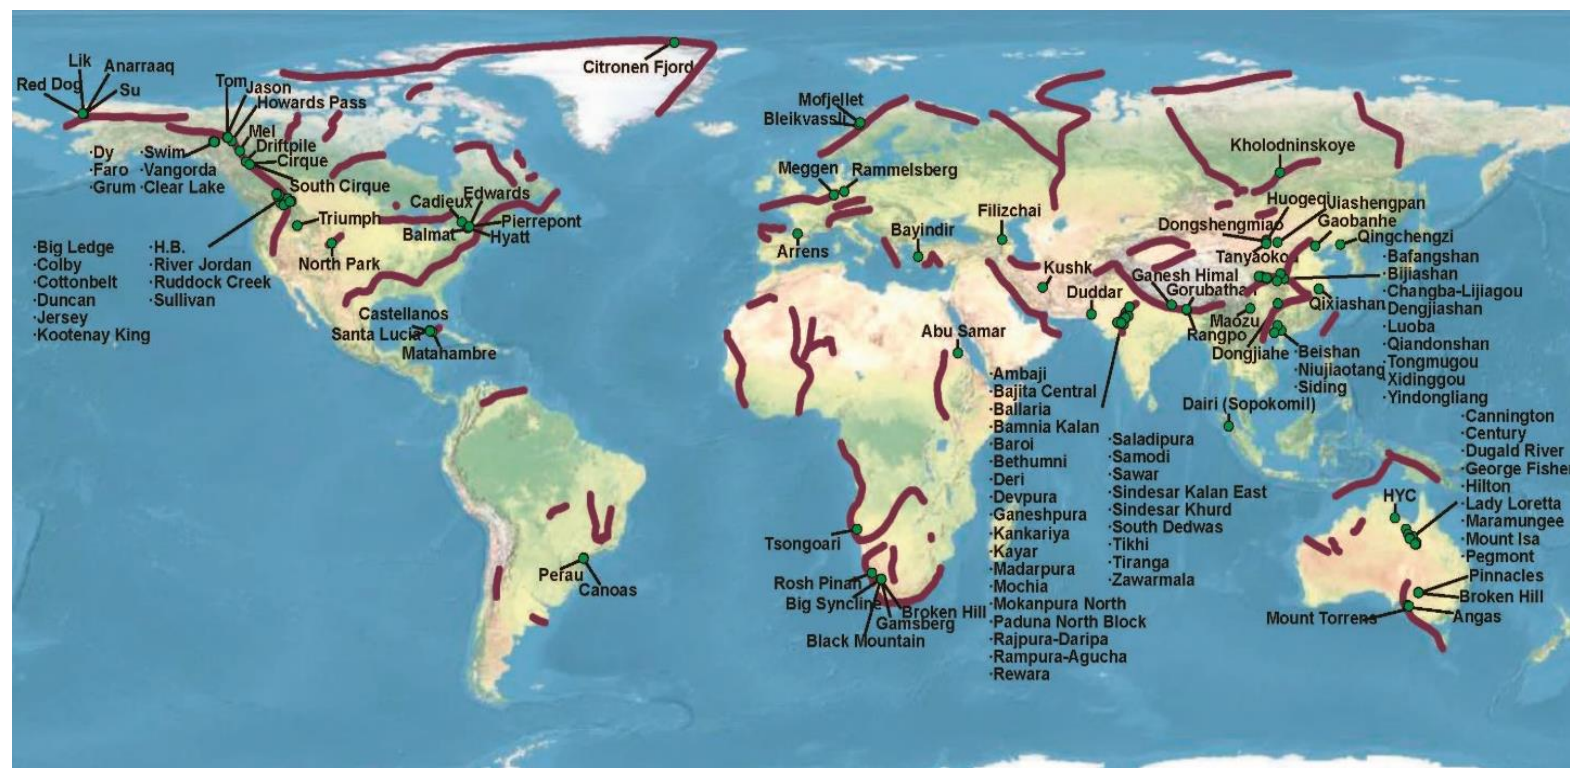 Citronen Fjord
Lik
Anarraaq
Red Dog
Su
Tom
Jason
Howards Pass
Mel
Driftpile
Cirque
South Cirque
·Dy
·Faro
·Grum
·Swim
·Vangorda
·Clear Lake
Triumph
North Park
Cadieux
Edwards
Balmat
Pierrepont
Hyatt
·Big Ledge
·Colby
·Cottonbelt
·Duncan
·Jersey
·Kootenay King
·H.B.
·River Jordan
·Ruddock Creek
·Sullivan
Castellanos
Santa Lucia
Matahambre
Perau
Canoas
Mofjellet
Bleikvassli
Meggen
Rammelsberg
Arrens
Bayindir
Filizchai
Kholodninskoye
Huogeqi
Jiashengpan
Dongshengmiao
Gaobanhe
Qingchengzi
Tanyaokou
Kushk
Duddar
Ganesh Himal
Gorubathan
Rangpo
Maozu
Dongjiahe
Qixiashan
·Bafangshan
·Bijiashan
·Changba-Lijiagou
·Dengjiashan
·Luoba
·Qiandonshan
·Tongmugou
·Xidinggou
·Yindongliang
·Beishan
·Niujiaotang
·Siding
Abu Samar
Dairi (Sopokomil)
·Ambaji
·Bajita Central
·Ballaria
·Bamnia Kalan
·Baroi
·Bethumni
·Deri
·Devpura
·Ganeshpura
·Kankariya
·Kayar
·Madarpura
·Mochia
·Mokanpura North
·Paduna North Block
·Rajpura-Daripa
·Rampura-Agucha
·Rewara
·Saladipura
·Samodi
·Sawar
·Sindesar Kalan East
·Sindesar Khurd
·South Dedwas
·Tikhi
·Tiranga
·Zawarmala
Tsongoari
Rosh Pinah
Big Syncline
Broken Hill
Gamsberg
Black Mountain
HYC
·Cannington
·Century
·Dugald River
·George Fisher
·Hilton
·Lady Loretta
·Maramungee
·Mount Isa
·Pegmont
Pinnacles
Broken Hill
Mount Torrens
Angas